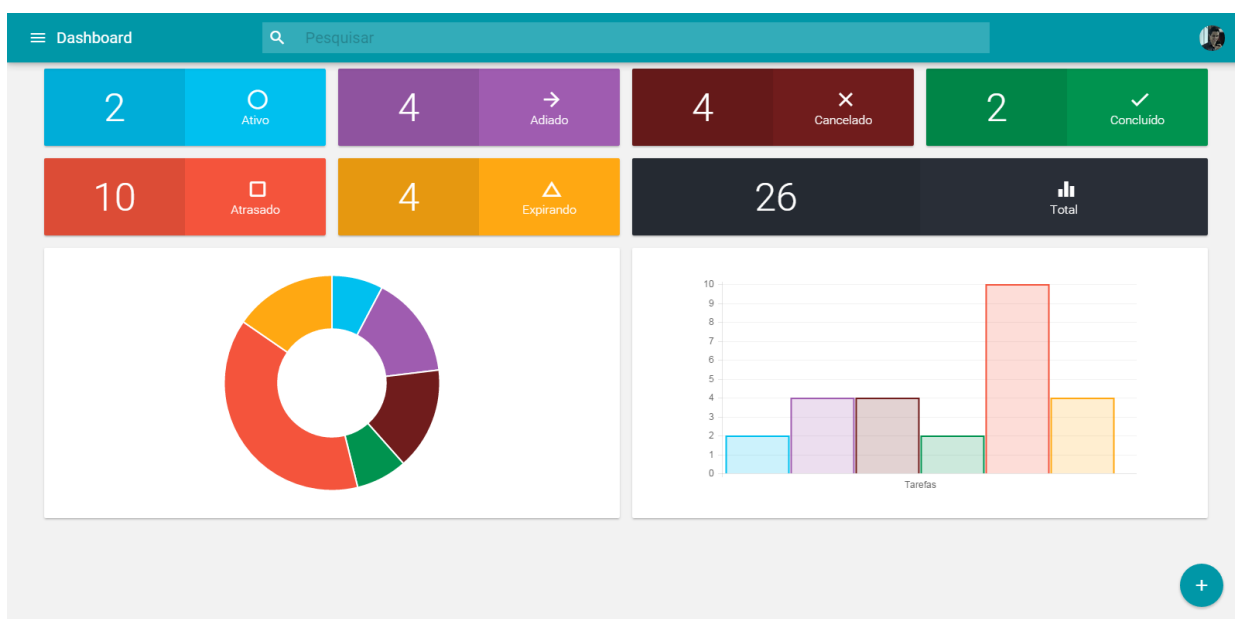 Dashboard
Pesquisar
2
Ativo
4
Adiado
4
Cancelado
2
Concluído
10
Atrasado
4
Expirando
26
Total
10
9
8
7
6
5
4
3
2
1
0
Tarefas